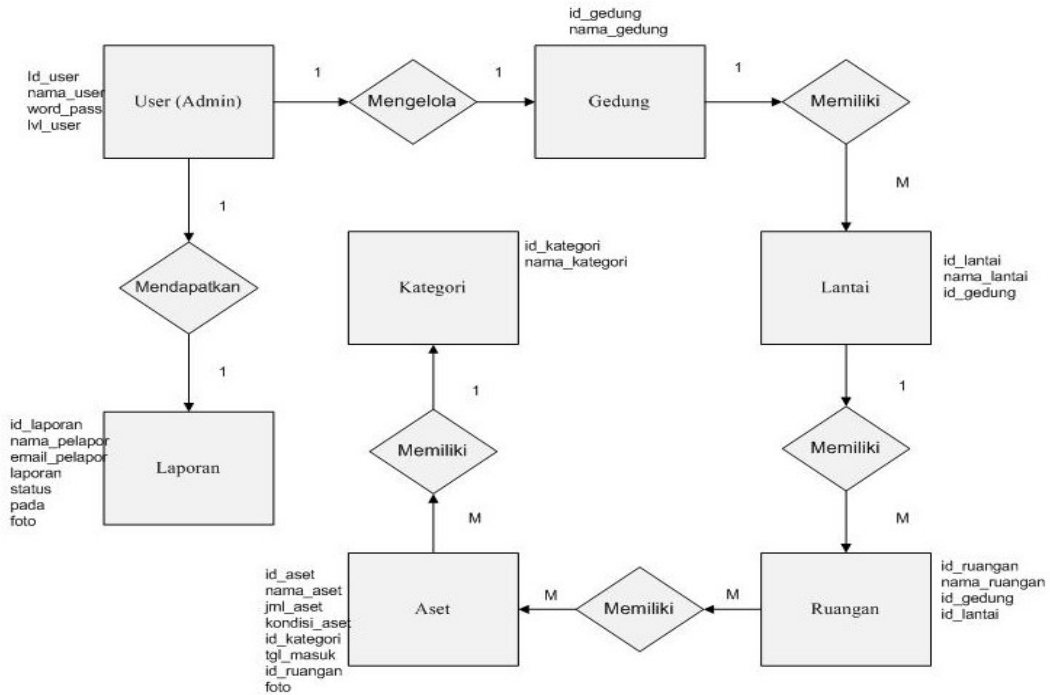 id_gedung
nama_gedung
Id_user
nama_user
word_pass
lvl_user
User (Admin)
1
Mengelola
1
Gedung
1
Memiliki
1
M
Mendapatkan
1
id_kategori
nama_kategori
Kategori
id_lantai
nama_lantai
id_gedung
Lantai
1
1
Memiliki
Memiliki
M
M
id_laporan
nama_pelapor
email_pelapor
laporan
status
pada
foto
Laporan
id_aset
nama_aset
jml_aset
kondisi_aset
id_kategori
tgl_masuk
id_ruangan
foto
Aset
M
Memiliki
M
Ruangan
id_ruangan
nama_ruangan
id_gedung
id_lantai